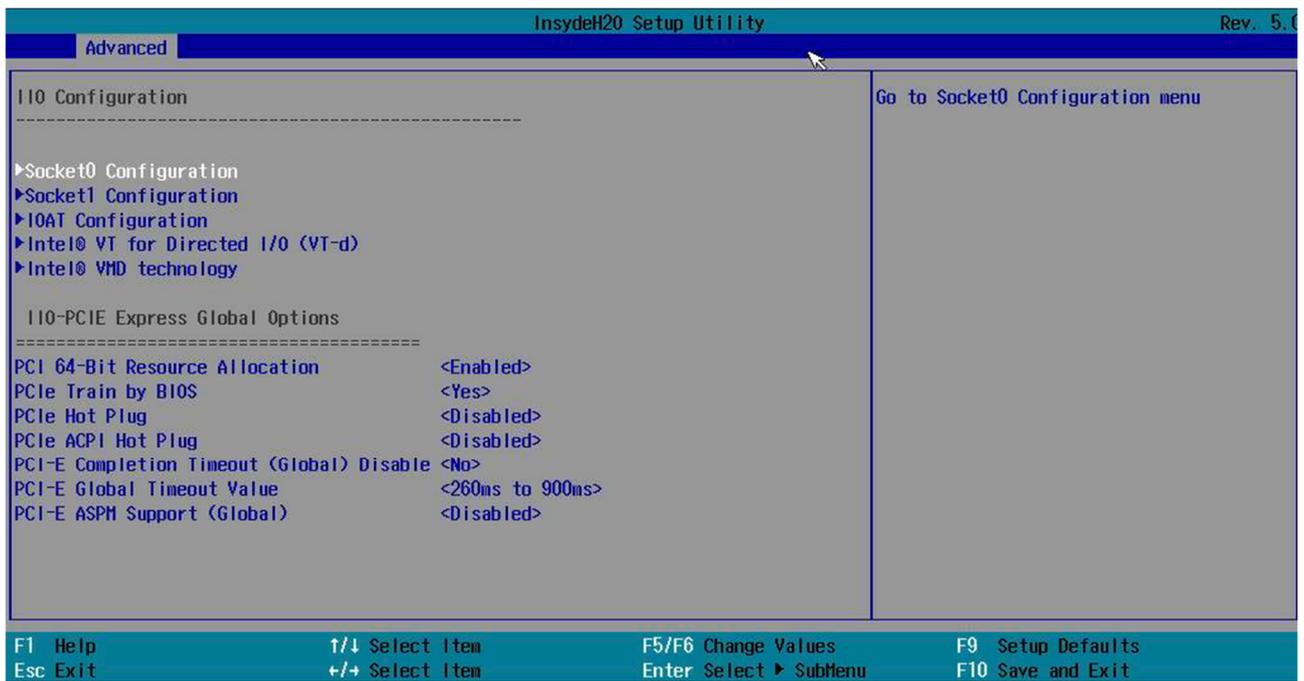 InsydeH20 Setup Utility Rev. 5.0
Advanced
IIO Configuration
--------------------------------------------------
Go to Socket0 Configuration menu
▶Socket0 Configuration
▶Socket1 Configuration
▶IOAT Configuration
▶Intel® VT for Directed I/O (VT-d)
▶Intel® VMD technology
IIO-PCIE Express Global Options
========================================
PCI 64-Bit Resource Allocation <Enabled>
PCIe Train by BIOS <Yes>
PCIe Hot Plug <Disabled>
PCIe ACPI Hot Plug <Disabled>
PCI-E Completion Timeout (Global) Disable <No>
PCI-E Global Timeout Value <260ms to 900ms>
PCI-E ASPM Support (Global) <Disabled>
F1 Help ↑/↓ Select Item F5/F6 Change Values F9 Setup Defaults
Esc Exit ←/→ Select Item Enter Select ▶ SubMenu F10 Save and Exit